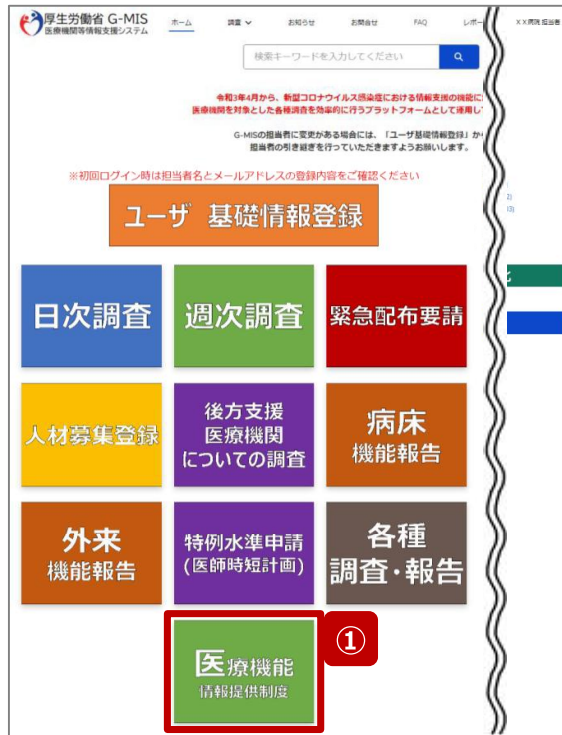 厚生労働省 G-MIS
医療機関等情報支援システム
ホーム 調査 お知らせ お問合せ FAQ レポー XX病院 担当者
検索キーワードを入力してください
令和3年4月から、新型コロナウイルス感染症における情報支援の機能に
医療機関を対象とした各種調査を効率的に行うプラットフォームとして運用し
G-MISの担当者に変更がある場合には、「ユーザ基礎情報登録」か
担当者の引き継ぎを行っていただきますようお願いします。
※初回ログイン時は担当者名とメールアドレスの登録内容をご確認ください
ユーザ 基礎情報登録
日次調査
週次調査
緊急配布要請
人材募集登録
後方支援
医療機関
についての調査
病床
機能報告
外来
機能報告
特例水準申請
(医師時短計画)
各種
調査・報告
医療機能
情報提供制度
①